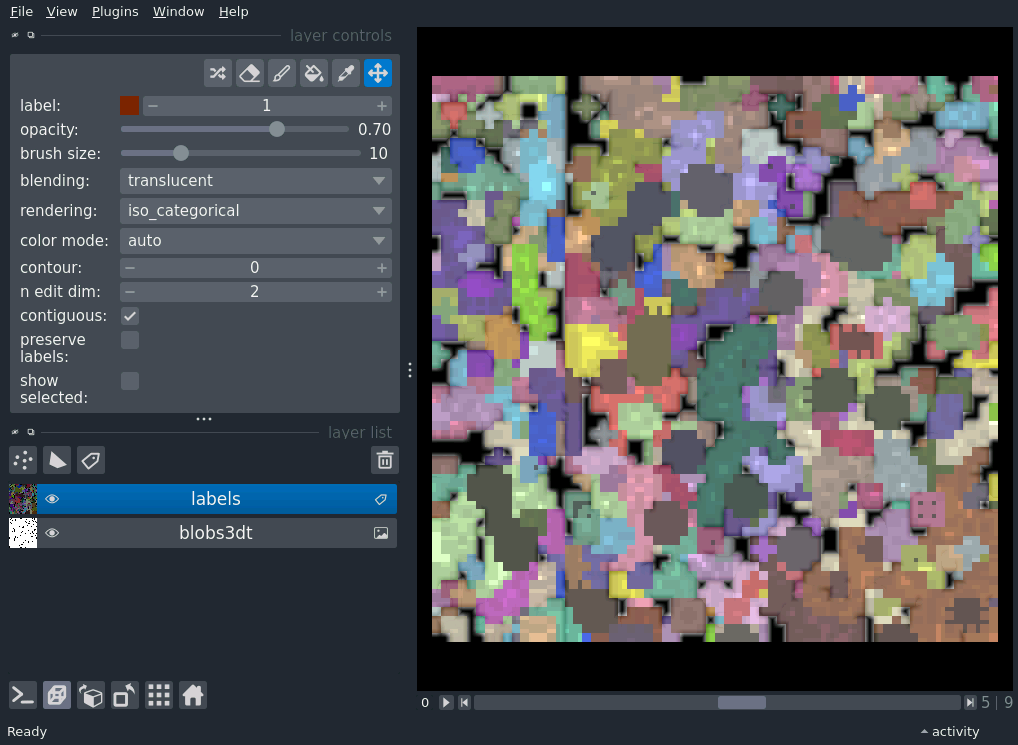 File View Plugins Window Help
layer controls
label: 1
opacity: 0.70
brush size: 10
blending: translucent
rendering: iso_categorical
color mode: auto
contour: 0
n edit dim: 2
contiguous:
preserve
labels:
show
selected:
layer list
labels
blobs3dt
0 5 | 9
Ready activity